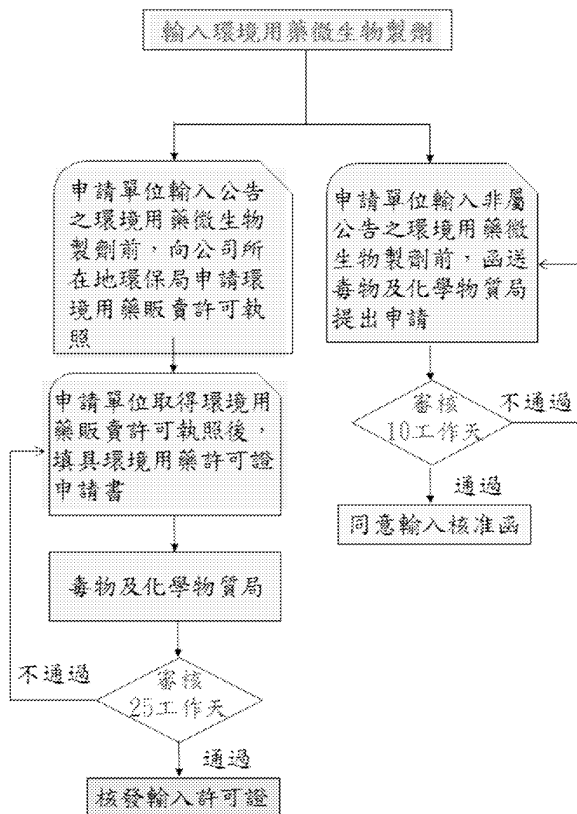 輸入環境用藥微生物製劑
申請單位輸入公告
之環境用藥微生物
製劑前，向公司所
在地環保局申請環
境用藥販賣許可執
照
申請單位取得環境用
藥販賣許可執照後，
填具環境用藥許可證
申請書
毒物及化學物質局
審核
25工作天
不通過
通過
核發輸入許可證
申請單位輸入非屬
公告之環境用藥微
生物製劑前，函送
毒物及化學物質局
提出申請
審核
10工作天
不通過
通過
同意輸入核准函